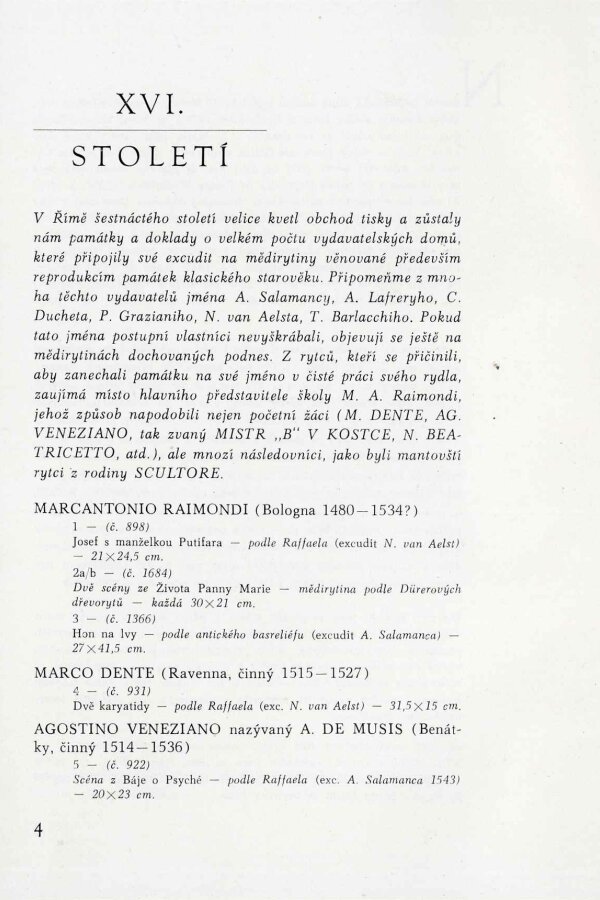 XVI.
STOLETÍ
V Římě šestnáctého století velice kvetl obchod tisky a zůstaly
nám památky a doklady o velkém počtu vydavatelských domů,
které připojily své excudit na mědirytiny věnované především
reprodukcím památek klasického starověku. Připomeňme z mno-
ha těchto vydavatelů jména A. Salamancy, A. Lafreryho, C.
Ducheta, P. Grazianiho, N. van Aelsta, T. Barlacchiho. Pokud
tato jména postupní vlastníci nevyškrábali, objevují se ještě na
mědirytinách dochovaných podnes. Z rytců, kteří se přičinili,
aby zanechali památku na své jméno v čisté práci svého rydla,
zaujímá místo hlavního představitele školy M. A. Raimondi,
jehož způsob napodobili nejen početní žáci (M. DENTE, AG.
VENEZIANO, tak zvaný MISTR „B" V KOSTCE, N. BEA-
TRICETTO, atd.), ale mnozí následovníci, jako byli mantovští
rytci z rodiny SCULTORE.
MARCANTONIO RAIMONDI (Bologna 1480—1534?)
1 — (č. 898)
Josef s manželkou Putifara — podle Raffaela (excudit N. van Aelst)
— 21×24,5 cm.
2a/b — (č. 1684)
Dvě scény ze Života Panny Marie — mědirytina podle Dürerových
dřevorytů — každá 30×21 cm.
3 — (č. 1366)
Hon na lvy — podle antického basreliéfu (excudit A. Salamanca) —
27×41,5 cm.
MARCO DENTE (Ravenna, činný 1515—1527)
4 — (č. 931)
Dvě karyatidy — podle Raffaela (exc. N. van Aelst) — 31,5×15 cm.
AGOSTINO VENEZIANO nazývaný A. DE MUSIS (Benát-
ky, činný 1514—1536)
5 — (č. 922)
Scéna z Báje o Psyché — podle Raffaela (exc. A. Salamanca 1543)
— 20×23 cm.
4